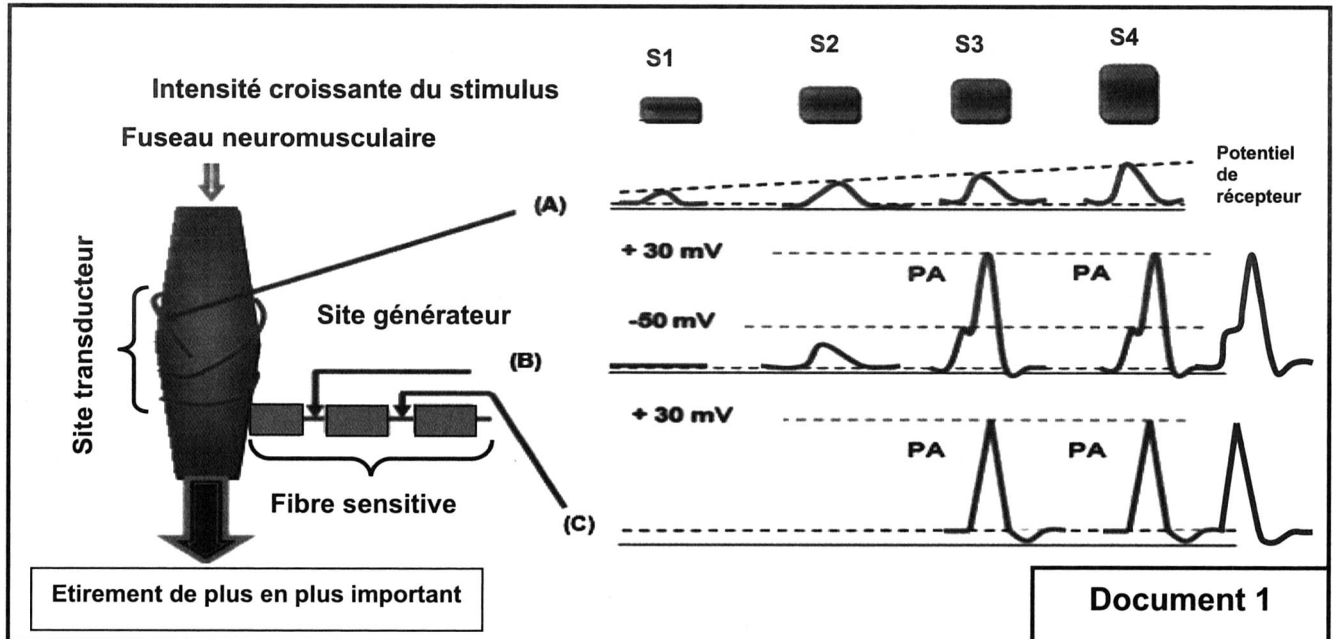 S1
S2
S3
S4
Intensité croissante du stimulus
Fuseau neuromusculaire
Potentiel
de
récepteur
(A)
Site transducteur
+ 30 mV
PA
PA
Site générateur
-50 mV
(B)
+ 30 mV
PA
PA
Fibre sensitive
(C)
Etirement de plus en plus important
Document 1